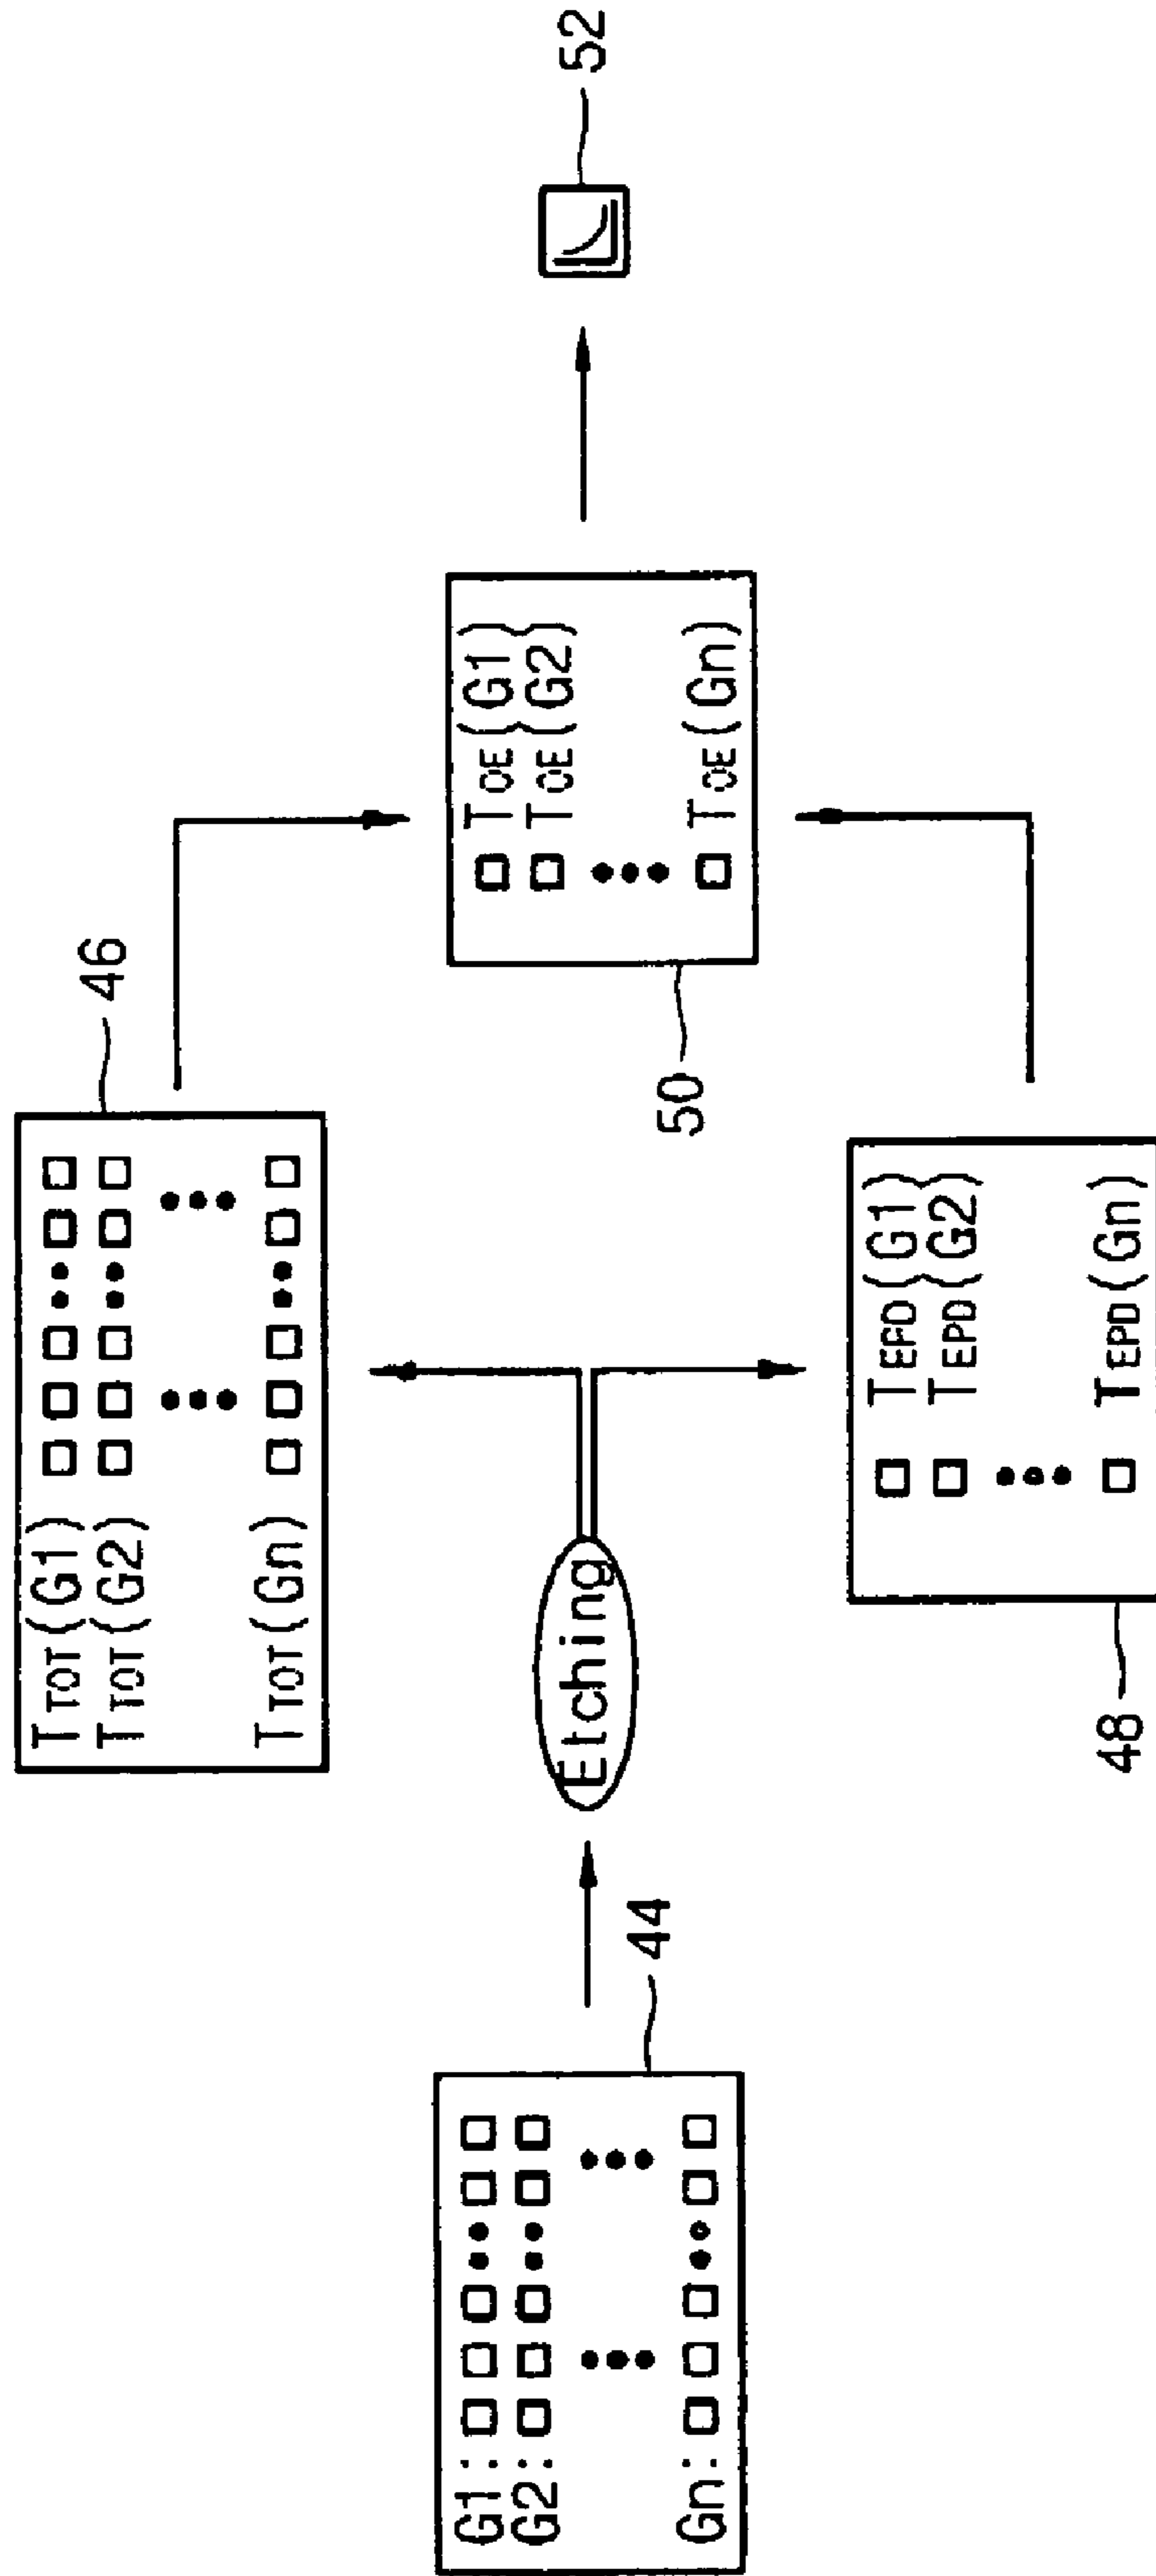 G1: □ □ □ •• □ □
G2: □ □ □ •• □ □
Gn: □ □ □ •• □ □
44
Etching
TTOT(G1) □ □ □ •• □ □
TTOT(G2) □ □ □ •• □ □
TTOT(Gn) □ □ □ •• □ □
46
□ TEPD(G1)
□ TEPD(G2)
□ TEPD(Gn)
48
□ TOE(G1)
□ TOE(G2)
□ TOE(Gn)
50
52